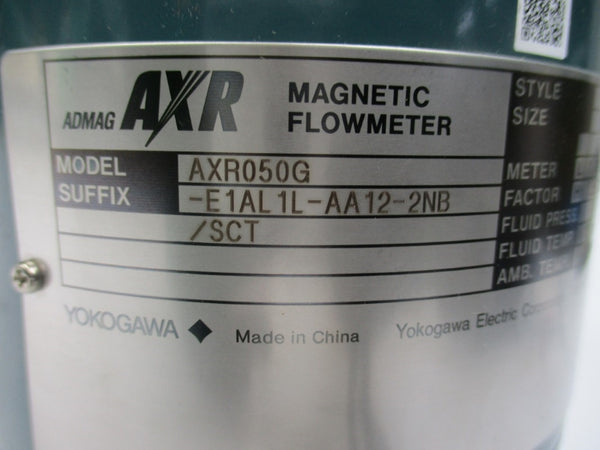 ADMAG AXR MAGNETIC FLOWMETER
STYLE
SIZE
MODEL AXR050G
SUFFIX -E1AL1L-AA12-2NB
/SCT
METER
FACTOR
FLUID PRESS.
FLUID TEMP.
AMB. TEMP.
YOKOGAWA ◆ Made in China Yokogawa Electric